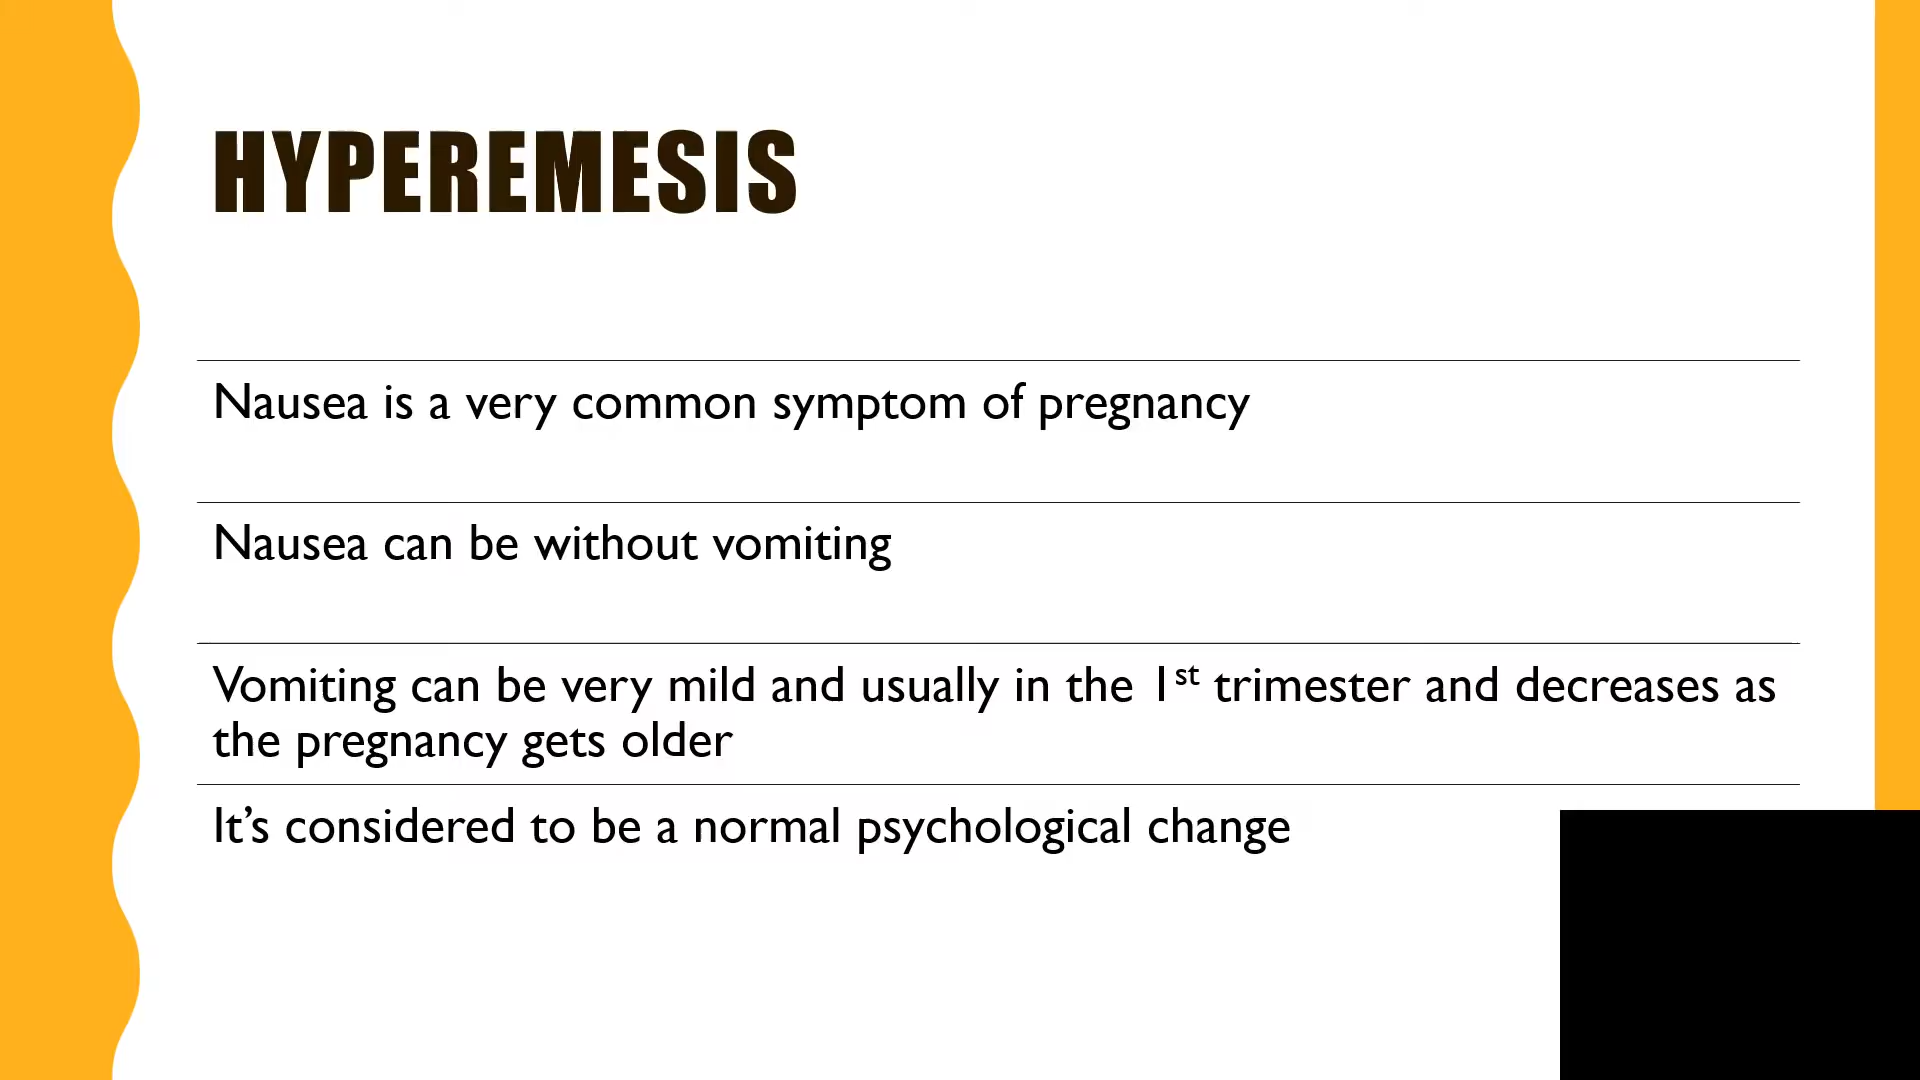 HYPEREMESIS
Nausea is a very common symptom of pregnancy
Nausea can be without vomiting
Vomiting can be very mild and usually in the 1st trimester and decreases as
the pregnancy gets older
It’s considered to be a normal psychological change